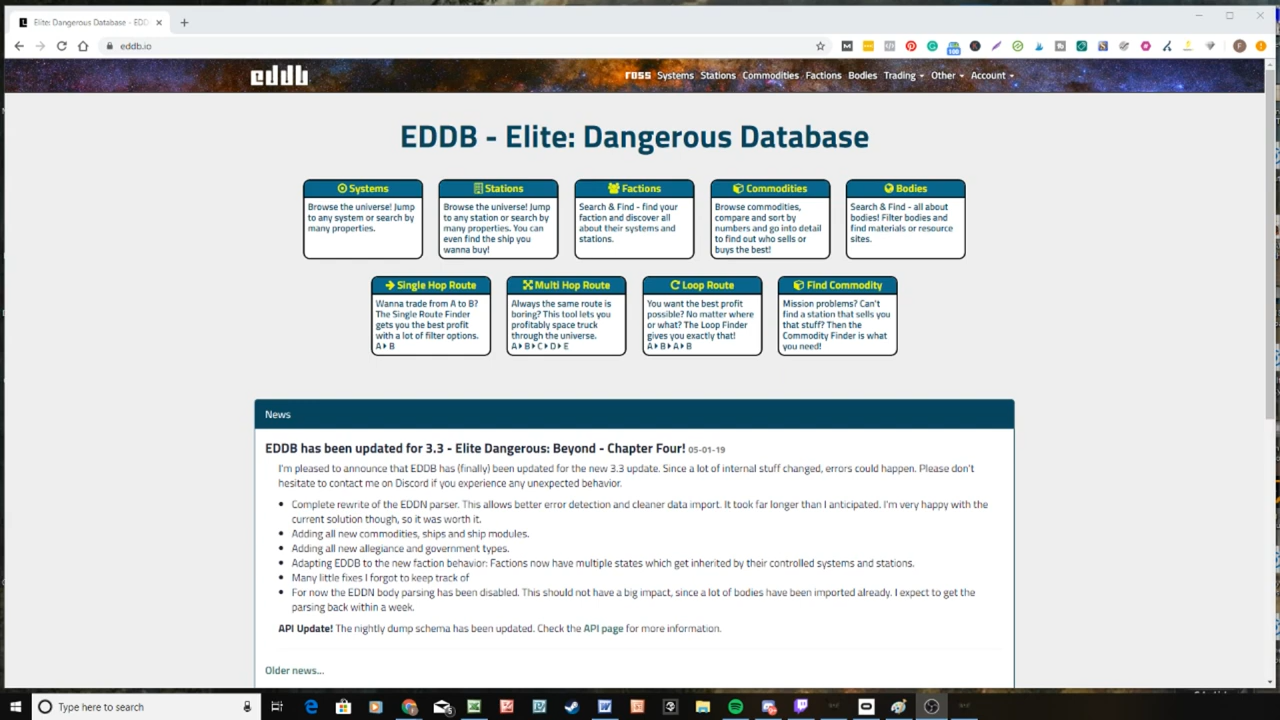 Elite: Dangerous Database - EDD
eddb.io
100
eddb
ross Systems Stations Commodities Factions Bodies Trading Other Account
EDDB - Elite: Dangerous Database
Systems
Browse the universe! Jump
to any system or search by
many properties.
Stations
Browse the universe! Jump
to any station or search by
many properties. You can
even find the ship you
wanna buy!
Factions
Search & Find - find your
faction and discover all
about their systems and
stations.
Commodities
Browse commodities,
compare and sort by
numbers and go into detail
to find out who sells or
buys the best!
Bodies
Search & Find - all about
bodies! Filter bodies and
find materials or resource
sites.
Single Hop Route
Wanna trade from A to B?
The Single Route Finder
gets you the best profit
with a lot of filter options.
A‣B
Multi Hop Route
Always the same route is
boring? This tool lets you
profitably space truck
through the universe.
A‣B‣C‣D‣E
Loop Route
You want the best profit
possible? No matter where
or what? The Loop Finder
gives you exactly that!
A‣B‣A‣B
Find Commodity
Mission problems? Can't
find a station that sells you
that stuff? Then the
Commodity Finder is what
you need!
News
EDDB has been updated for 3.3 - Elite Dangerous: Beyond - Chapter Four! 05-01-19
I'm pleased to announce that EDDB has (finally) been updated for the new 3.3 update. Since a lot of internal stuff changed, errors could happen. Please don't
hesitate to contact me on Discord if you experience any unexpected behavior.
• Complete rewrite of the EDDN parser. This allows better error detection and cleaner data import. It took far longer than I anticipated. I'm very happy with the
current solution though, so it was worth it.
• Adding all new commodities, ships and ship modules.
• Adding all new allegiance and government types.
• Adapting EDDB to the new faction behavior: Factions now have multiple states which get inherited by their controlled systems and stations.
• Many little fixes I forgot to keep track of
• For now the EDDN body parsing has been disabled. This should not have a big impact, since a lot of bodies have been imported already. I expect to get the
parsing back within a week.
API Update! The nightly dump schema has been updated. Check the API page for more information.
Older news...
Type here to search